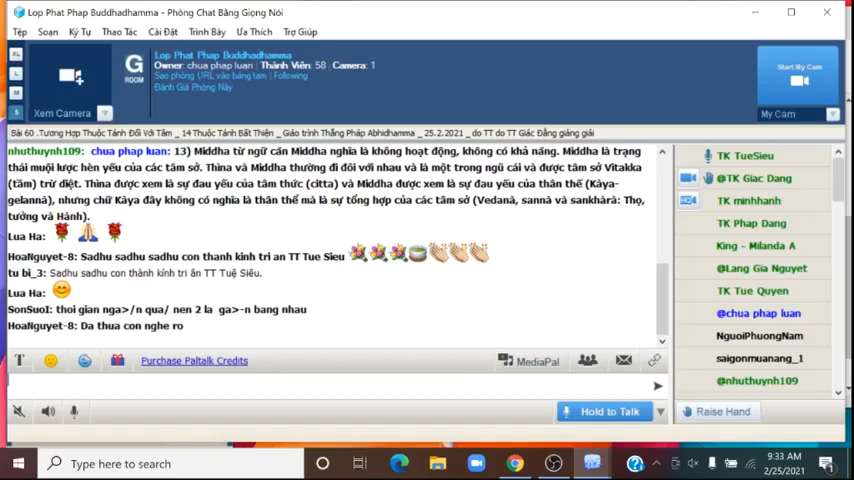 Lop Phat Phap Buddhadhamma - Phòng Chat Bằng Giọng Nói
Tệp Soạn Ký Tự Thao Tác Cài Đặt Trình Bày Ưa Thích Trợ Giúp
XL
L
M
S
Xem Camera
G
ROOM
Lop Phat Phap Buddhadhamma
Owner: chua phap luan | Thành Viên: 58 | Camera: 1
Sao phòng URL vào bảng tạm | Following
Đánh Giá Phòng Này
Start My Cam
My Cam
Bài 60 .Tương Hợp Thuộc Tánh Đối Với Tâm _ 14 Thuộc Tánh Bất Thiện _ Giáo trình Thắng Pháp Abhidhamma _ 25.2.2021 _ do TT do TT Giác Đẳng giảng giải
nhuthuynh109: chua phap luan: 13) Middha từ ngữ căn Middha nghĩa là không hoạt động, không có khả năng. Middha là trạng
thái muội lược hèn yếu của các tâm sở. Thìna và Middha thường đi đôi với nhau và là một trong ngũ cái và được tâm sở Vitakka
(tầm) trừ diệt. Thìna được xem là sự đau yếu của tâm thức (citta) và Middha được xem là sự đau yếu của thân thể (Kàya-
gelannà), nhưng chữ Kàya đây không có nghĩa là thân thể mà là sự tổng hợp của các tâm sở (Vedanà, sannà và sankhàrà: Thọ,
tưởng và Hành).
Lua Ha:
HoaNguyet-8: Sadhu sadhu sadhu con thanh kinh tri an TT Tue Sieu
tu bi_3: Sadhu sadhu con thành kính tri ân TT Tuệ Siêu.
Lua Ha:
SonSuoI: thoi gian nga>/n qua/ nen 2 la ga>-n bang nhau
HoaNguyet-8: Da thua con nghe ro
TK TueSieu
@TK Giac Dang
TK minhhanh
TK Phap Dang
King - Milanda A
@Lang Gia Nguyet
TK Tue Quyen
@chua phap luan
NguoiPhuongNam
saigonmuanang_1
@nhuthuynh109
T Purchase Paltalk Credits MediaPal
Hold to Talk
Raise Hand
Type here to search
9:33 AM
2/25/2021
1